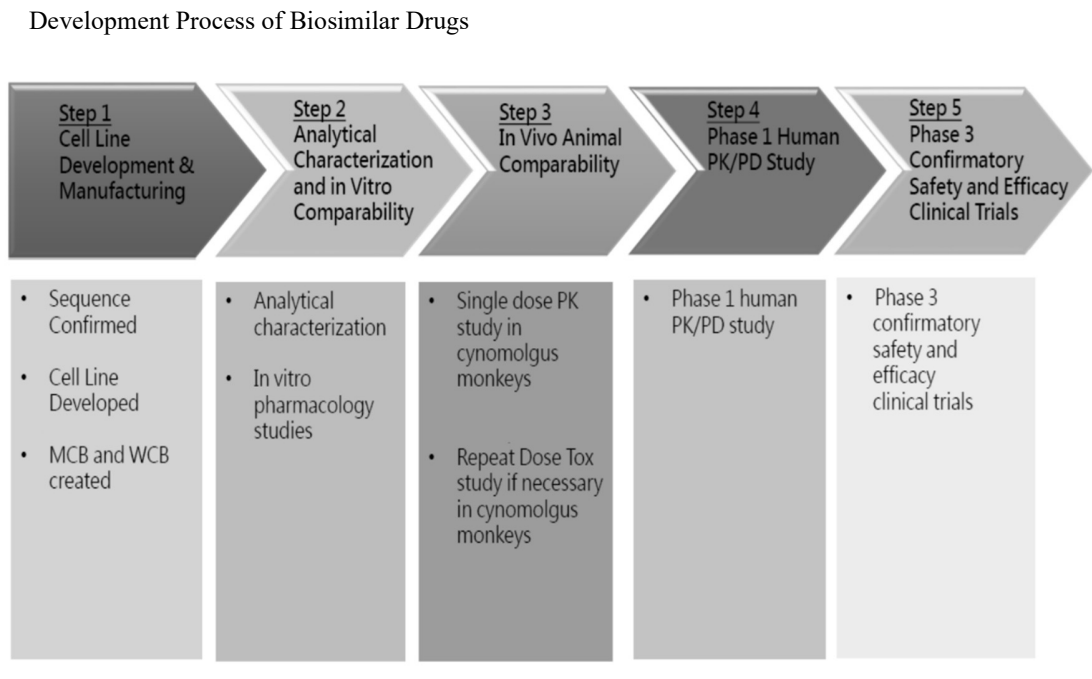 Development Process of Biosimilar Drugs
Step 1
Cell Line
Development &
Manufacturing
Step 2
Analytical
Characterization
and in Vitro
Comparability
Step 3
In Vivo Animal
Comparability
Step 4
Phase 1 Human
PK/PD Study
Step 5
Phase 3
Confirmatory
Safety and Efficacy
Clinical Trials
• Sequence
Confirmed
• Cell Line
Developed
• MCB and WCB
created
• Analytical
characterization
• In vitro
pharmacology
studies
• Single dose PK
study in
cynomolgus
monkeys
• Repeat Dose Tox
study if necessary
in cynomolgus
monkeys
• Phase 1 human
PK/PD study
• Phase 3
confirmatory
safety and
efficacy
clinical trials